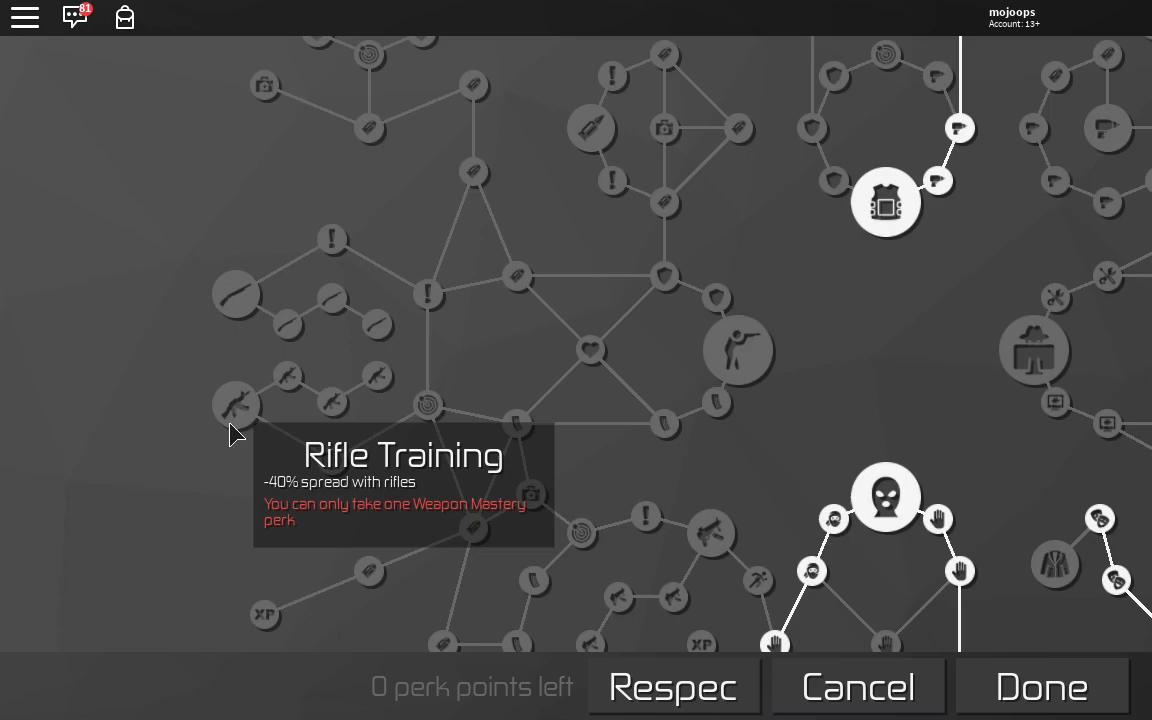 81
mojoops
Account: 13+
Rifle Training
-40% spread with rifles
You can only take one Weapon Mastery
perk
XP
XP
0 perk points left
Respec
Cancel
Done